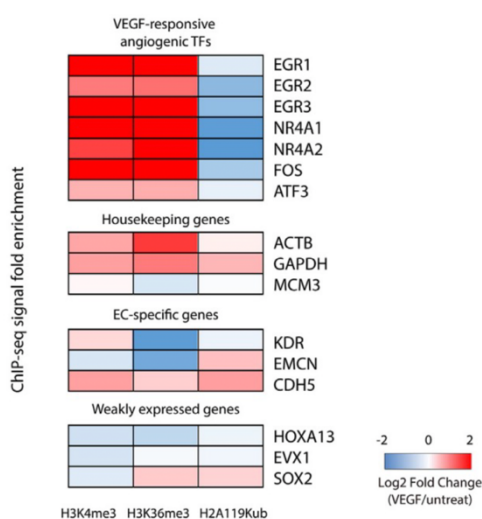 VEGF-responsive
angiogenic TFs
EGR1
EGR2
EGR3
NR4A1
NR4A2
FOS
ATF3
Housekeeping genes
ACTB
GAPDH
MCM3
EC-specific genes
KDR
EMCN
CDH5
Weakly expressed genes
HOXA13
EVX1
SOX2
H3K4me3 H3K36me3 H2A119Kub
ChIP-seq signal fold enrichment
-2 0 2
Log2 Fold Change
(VEGF/untreat)